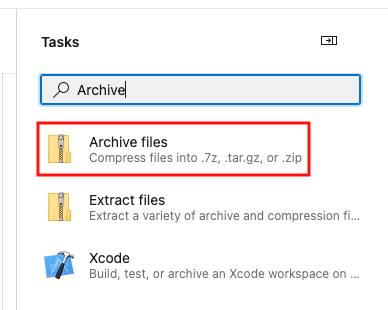 Tasks
Archive
Archive files
Compress files into .7z, .tar.gz, or .zip
Extract files
Extract a variety of archive and compression fi...
Xcode
Build, test, or archive an Xcode workspace on ...